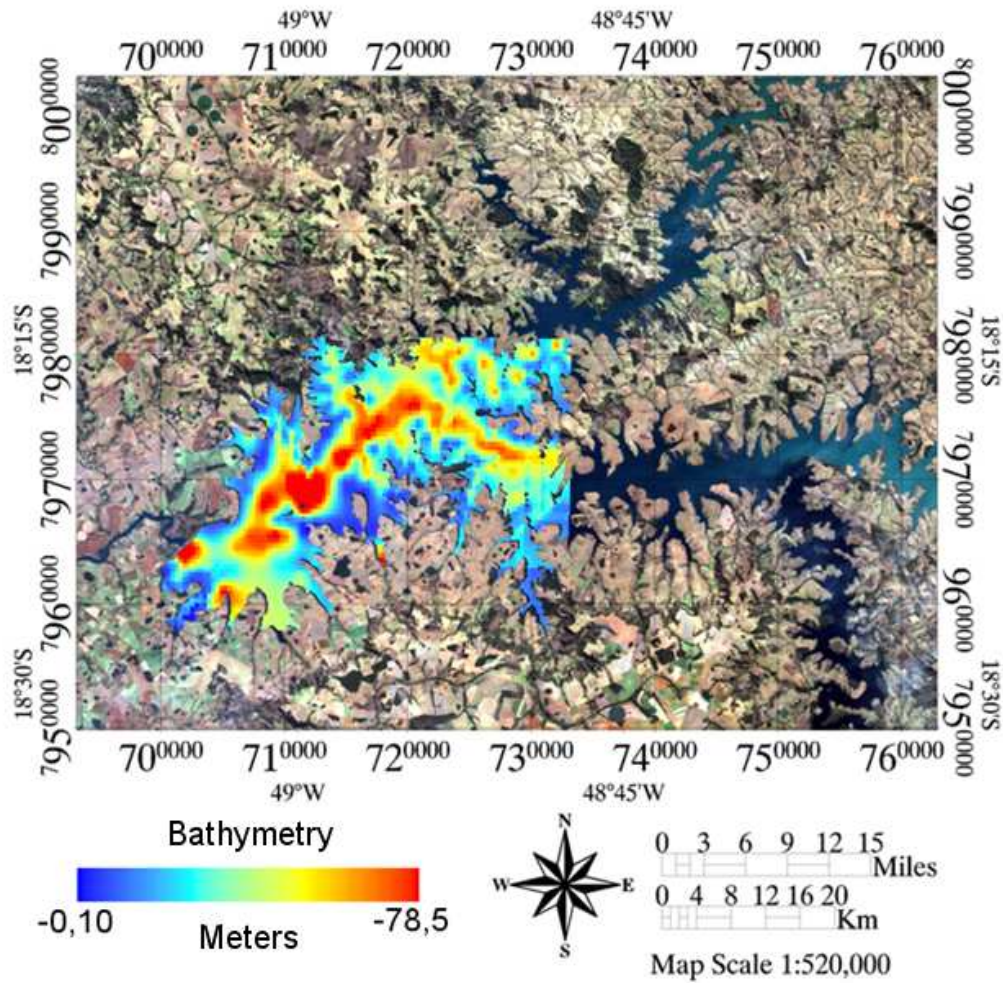 49°W 48°45'W
700000 710000 720000 730000 740000 750000 760000
8000000 8000000
7990000 7990000
18°15'S 7980000 7980000 18°15'S
7970000 7970000
7960000 7960000
18°30'S 7950000 7950000 18°30'S
700000 710000 720000 730000 740000 750000 760000
49°W 48°45'W
Bathymetry
-0,10 -78,5
Meters
N
W E
S
0 3 6 9 12 15
Miles
0 4 8 12 16 20
Km
Map Scale 1:520,000